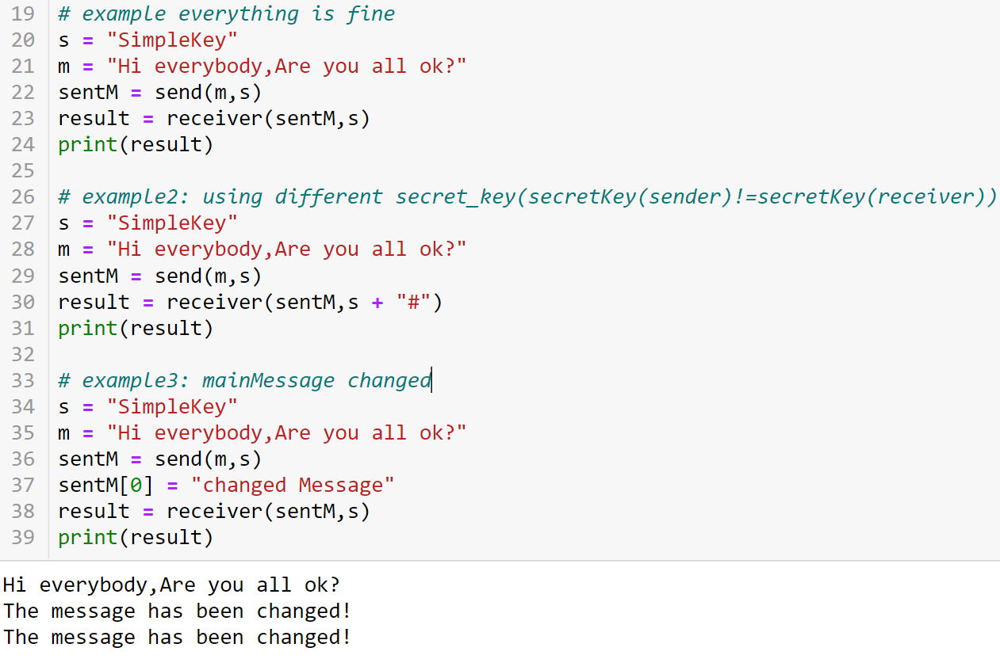 19 # example everything is fine
20 s = "SimpleKey"
21 m = "Hi everybody,Are you all ok?"
22 sentM = send(m,s)
23 result = receiver(sentM,s)
24 print(result)
25
26 # example2: using different secret_key(secretKey(sender)!=secretKey(receiver))
27 s = "SimpleKey"
28 m = "Hi everybody,Are you all ok?"
29 sentM = send(m,s)
30 result = receiver(sentM,s + "#")
31 print(result)
32
33 # example3: mainMessage changed
34 s = "SimpleKey"
35 m = "Hi everybody,Are you all ok?"
36 sentM = send(m,s)
37 sentM[0] = "changed Message"
38 result = receiver(sentM,s)
39 print(result)
Hi everybody,Are you all ok?
The message has been changed!
The message has been changed!